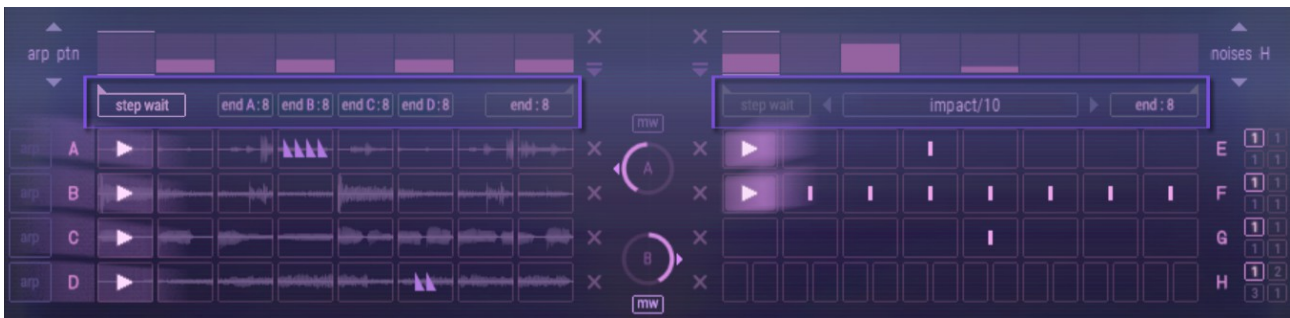 arp ptn
noises H
step wait end A:8 end B:8 end C:8 end D:8 end : 8
step wait impact/10 end : 8
mw
arp A A E 1 1 1 1
arp B F 1 1 1 1
arp C B G 1 1 1 1
arp D H 1 2 3 1
mw